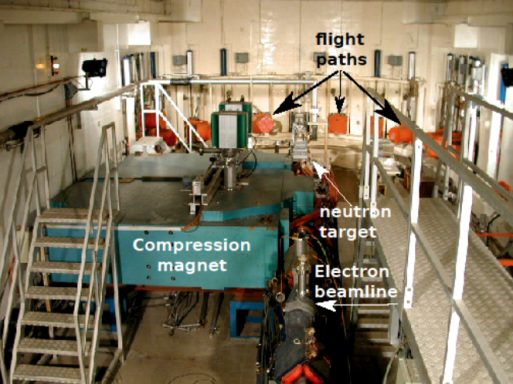 flight
paths
neutron
target
Compression
magnet
Electron
beamline